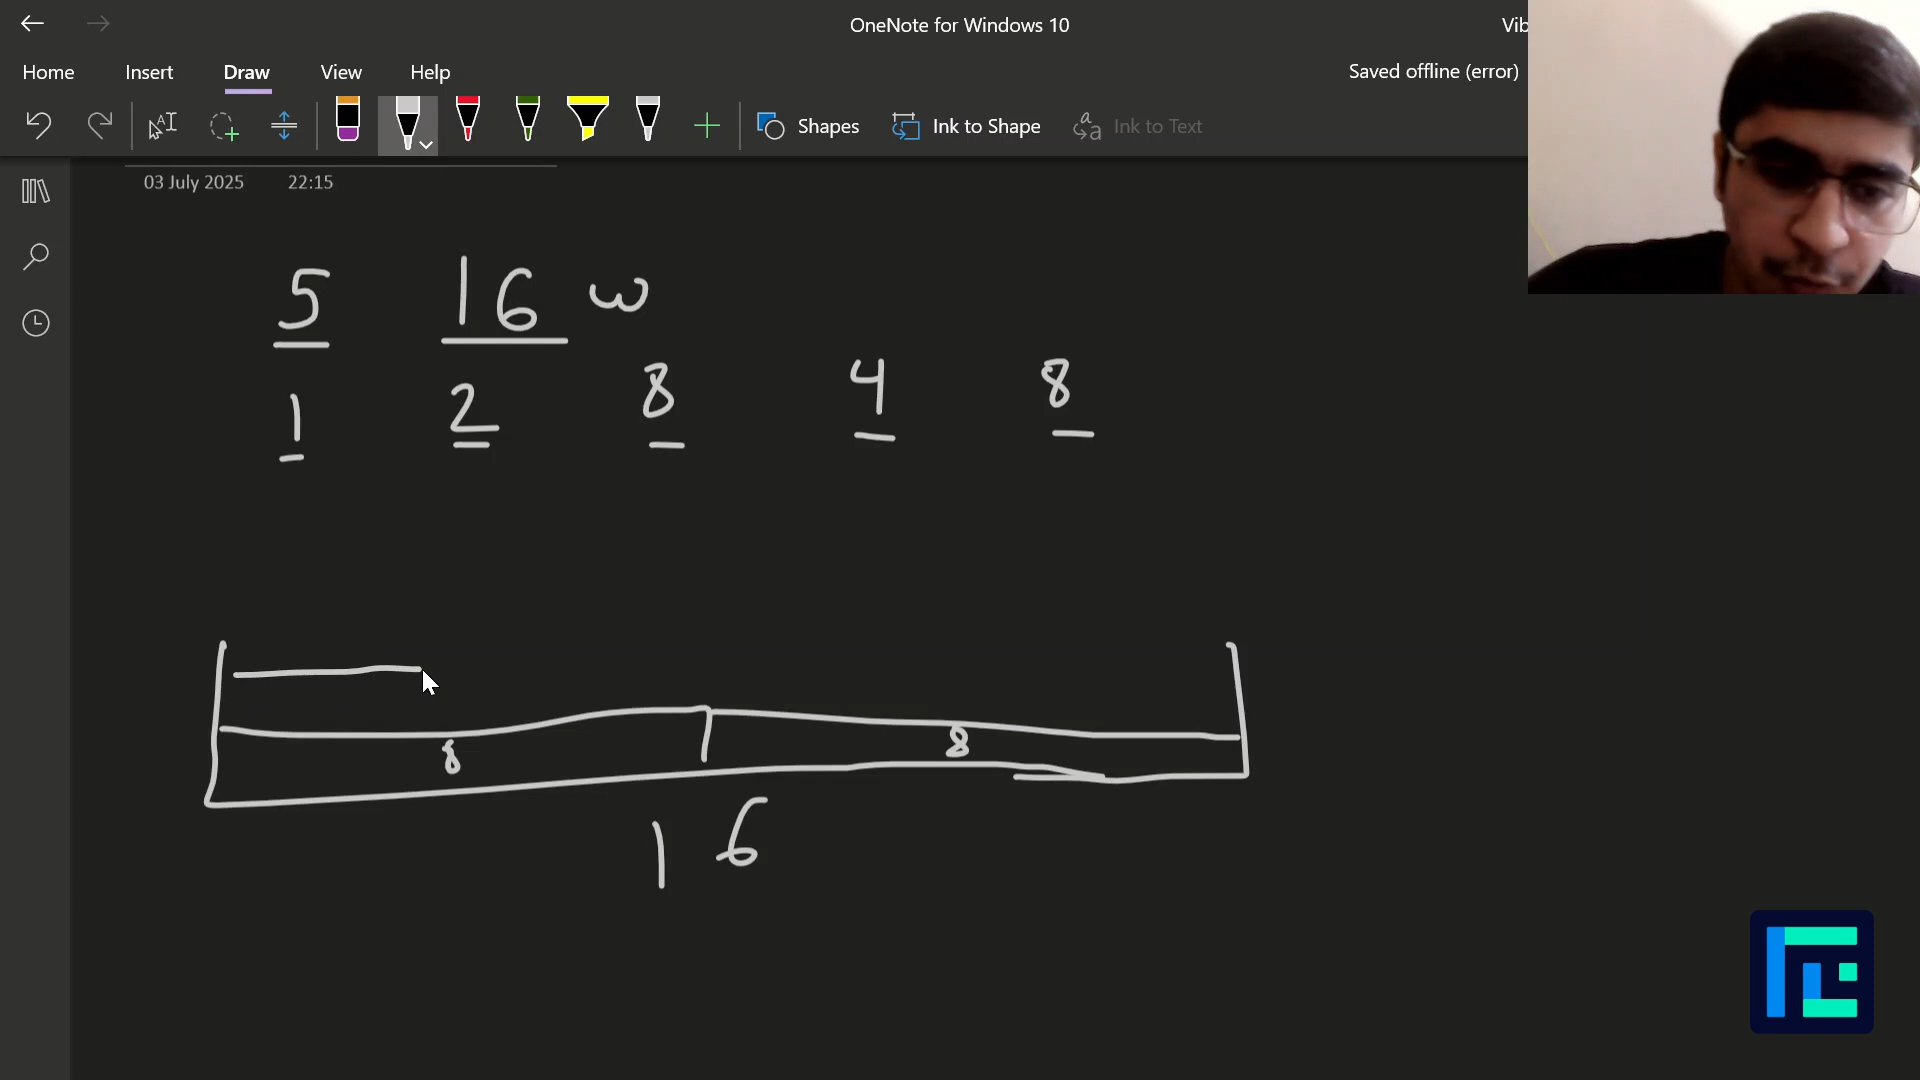 OneNote for Windows 10
Vib
Home Insert Draw View Help
Saved offline (error)
Shapes Ink to Shape Ink to Text
03 July 2025 22:15
5 16 w
1 2 8 4 8
8 8
16